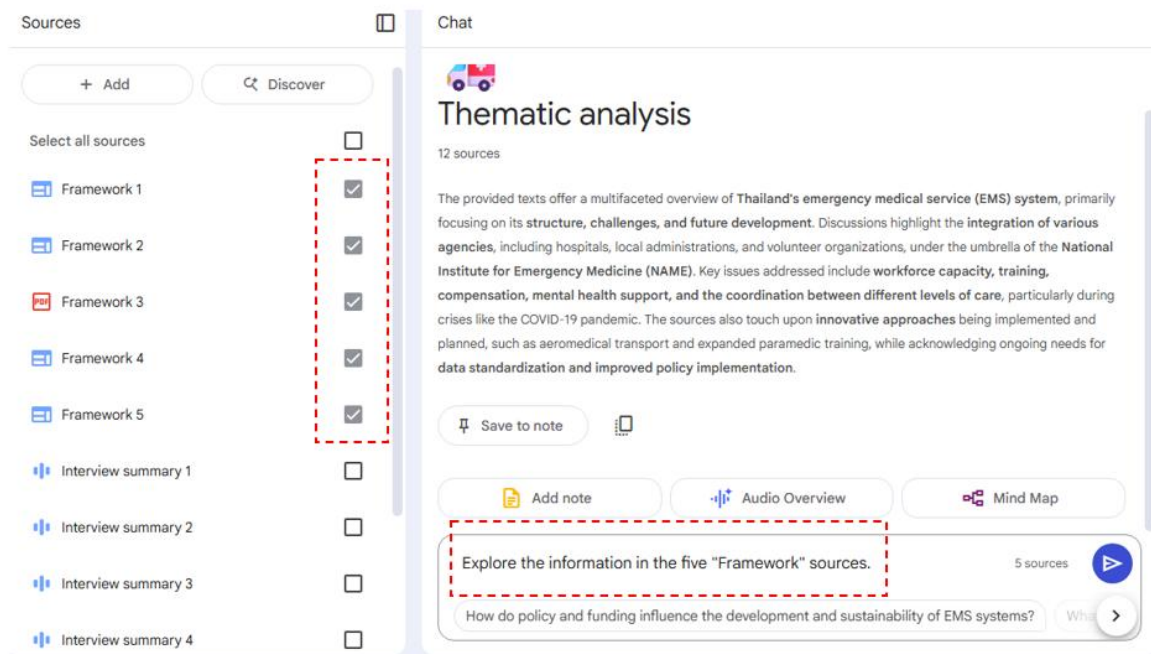 Sources
+ Add
Discover
Select all sources
Framework 1
Framework 2
PDF Framework 3
Framework 4
Framework 5
Interview summary 1
Interview summary 2
Interview summary 3
Interview summary 4
Chat
Thematic analysis
12 sources
The provided texts offer a multifaceted overview of Thailand's emergency medical service (EMS) system, primarily
focusing on its structure, challenges, and future development. Discussions highlight the integration of various
agencies, including hospitals, local administrations, and volunteer organizations, under the umbrella of the National
Institute for Emergency Medicine (NAME). Key issues addressed include workforce capacity, training,
compensation, mental health support, and the coordination between different levels of care, particularly during
crises like the COVID-19 pandemic. The sources also touch upon innovative approaches being implemented and
planned, such as aeromedical transport and expanded paramedic training, while acknowledging ongoing needs for
data standardization and improved policy implementation.
Save to note
Add note
Audio Overview
Mind Map
Explore the information in the five "Framework" sources.
5 sources
How do policy and funding influence the development and sustainability of EMS systems?